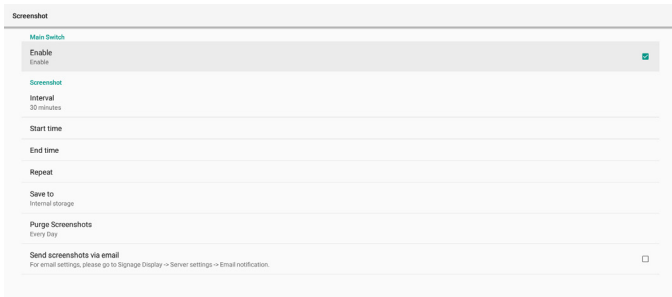 Screenshot
Main Switch
Enable
Enable
Screenshot
Interval
30 minutes
Start time
End time
Repeat
Save to
Internal storage
Purge Screenshots
Every Day
Send screenshots via email
For email settings, please go to Signage Display -> Server settings -> Email notification.